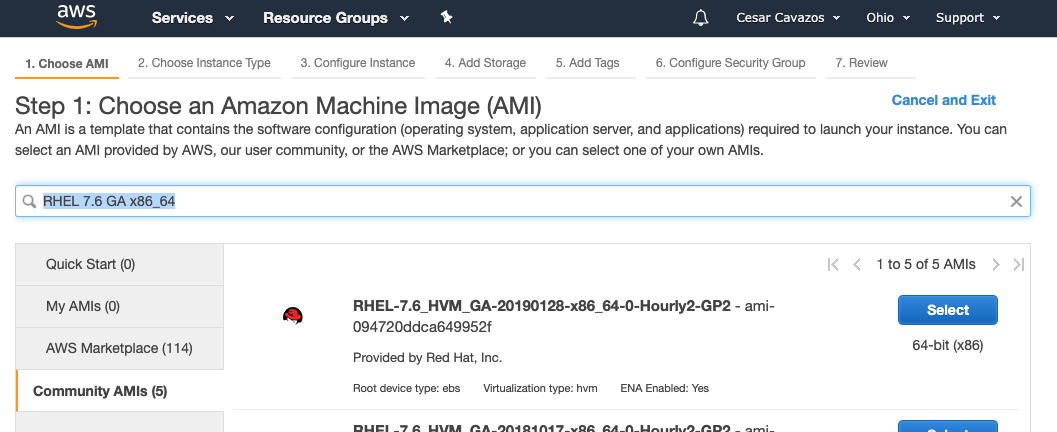 aws Services Resource Groups Cesar Cavazos Ohio Support
1. Choose AMI 2. Choose Instance Type 3. Configure Instance 4. Add Storage 5. Add Tags 6. Configure Security Group 7. Review
Step 1: Choose an Amazon Machine Image (AMI)
Cancel and Exit
An AMI is a template that contains the software configuration (operating system, application server, and applications) required to launch your instance. You can
select an AMI provided by AWS, our user community, or the AWS Marketplace; or you can select one of your own AMIs.
RHEL 7.6 GA x86_64
Quick Start (0)
My AMIs (0)
AWS Marketplace (114)
Community AMIs (5)
1 to 5 of 5 AMIs
RHEL-7.6_HVM_GA-20190128-x86_64-0-Hourly2-GP2 - ami-
094720ddca649952f
Provided by Red Hat, Inc.
Root device type: ebs Virtualization type: hvm ENA Enabled: Yes
Select
64-bit (x86)
RHEL-7.6_HVM_GA-20181017-x86_64-0-Hourly2-GP2 - ami-
Select